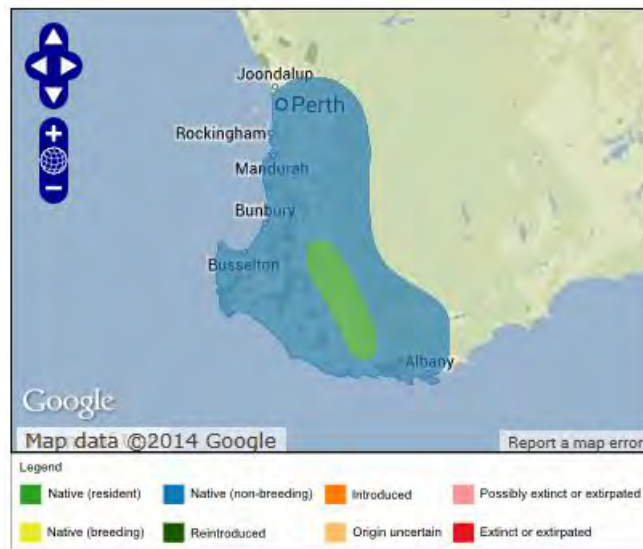 Joondalup
Perth
Rockingham
Mandurah
Bunbury
Busselton
Albany
Google
Map data ©2014 Google
Report a map error
Legend
Native (resident) Native (non-breeding) Introduced Possibly extinct or extirpated
Native (breeding) Reintroduced Origin uncertain Extinct or extirpated